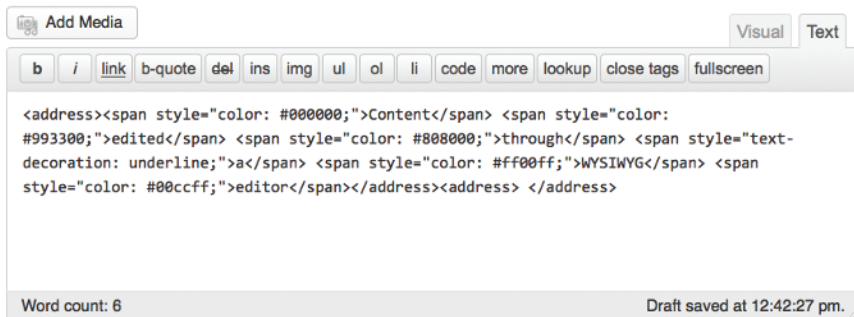 Add Media
Visual Text
b i link b-quote del ins img ul ol li code more lookup close tags fullscreen
<address><span style="color: #000000;">Content</span> <span style="color:
#993300;">edited</span> <span style="color: #808000;">through</span> <span style="text-
decoration: underline;">a</span> <span style="color: #ff00ff;">WYSIWYG</span> <span
style="color: #00ccff;">editor</span></address><address> </address>
Word count: 6 Draft saved at 12:42:27 pm.